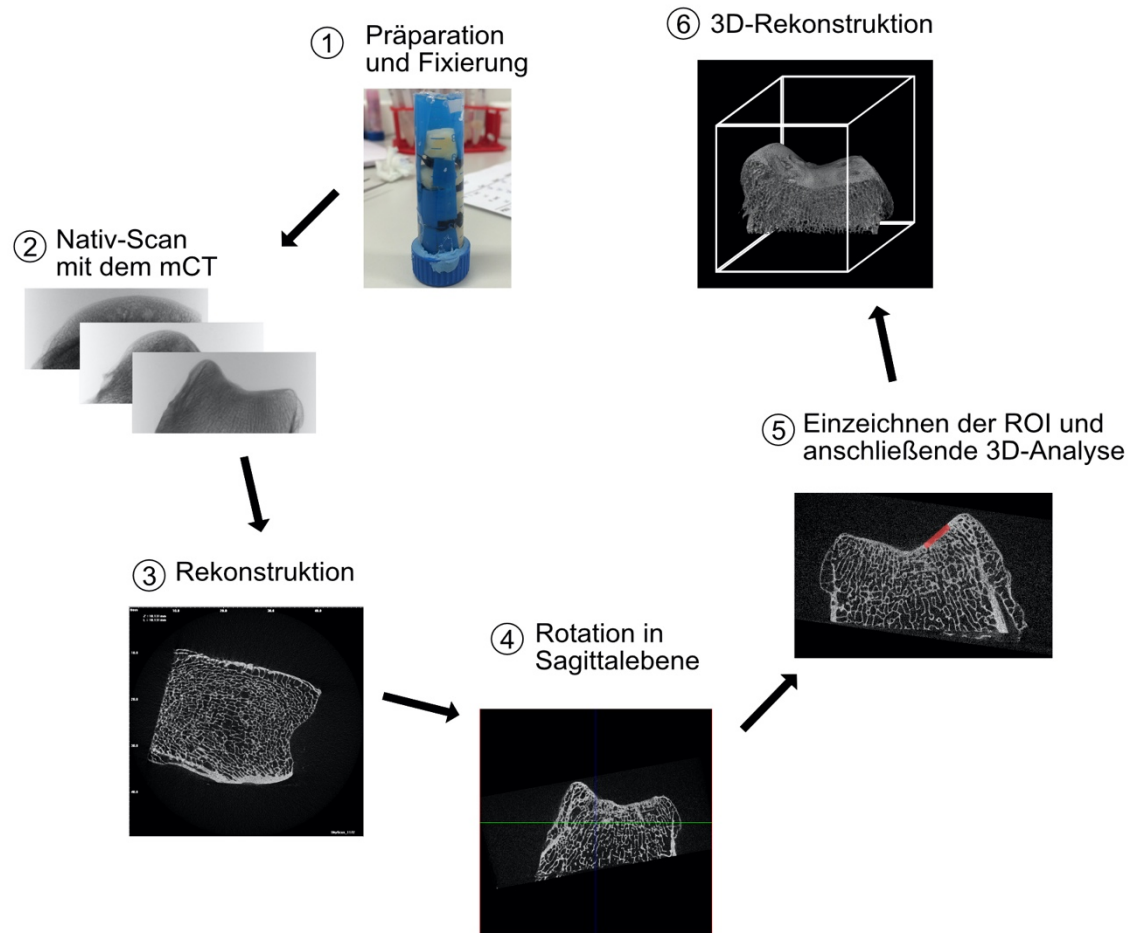 ① Präparation
und Fixierung
② Nativ-Scan
mit dem mCT
③ Rekonstruktion
④ Rotation in
Sagittalebene
⑤ Einzeichnen der ROI und
anschließende 3D-Analyse
⑥ 3D-Rekonstruktion